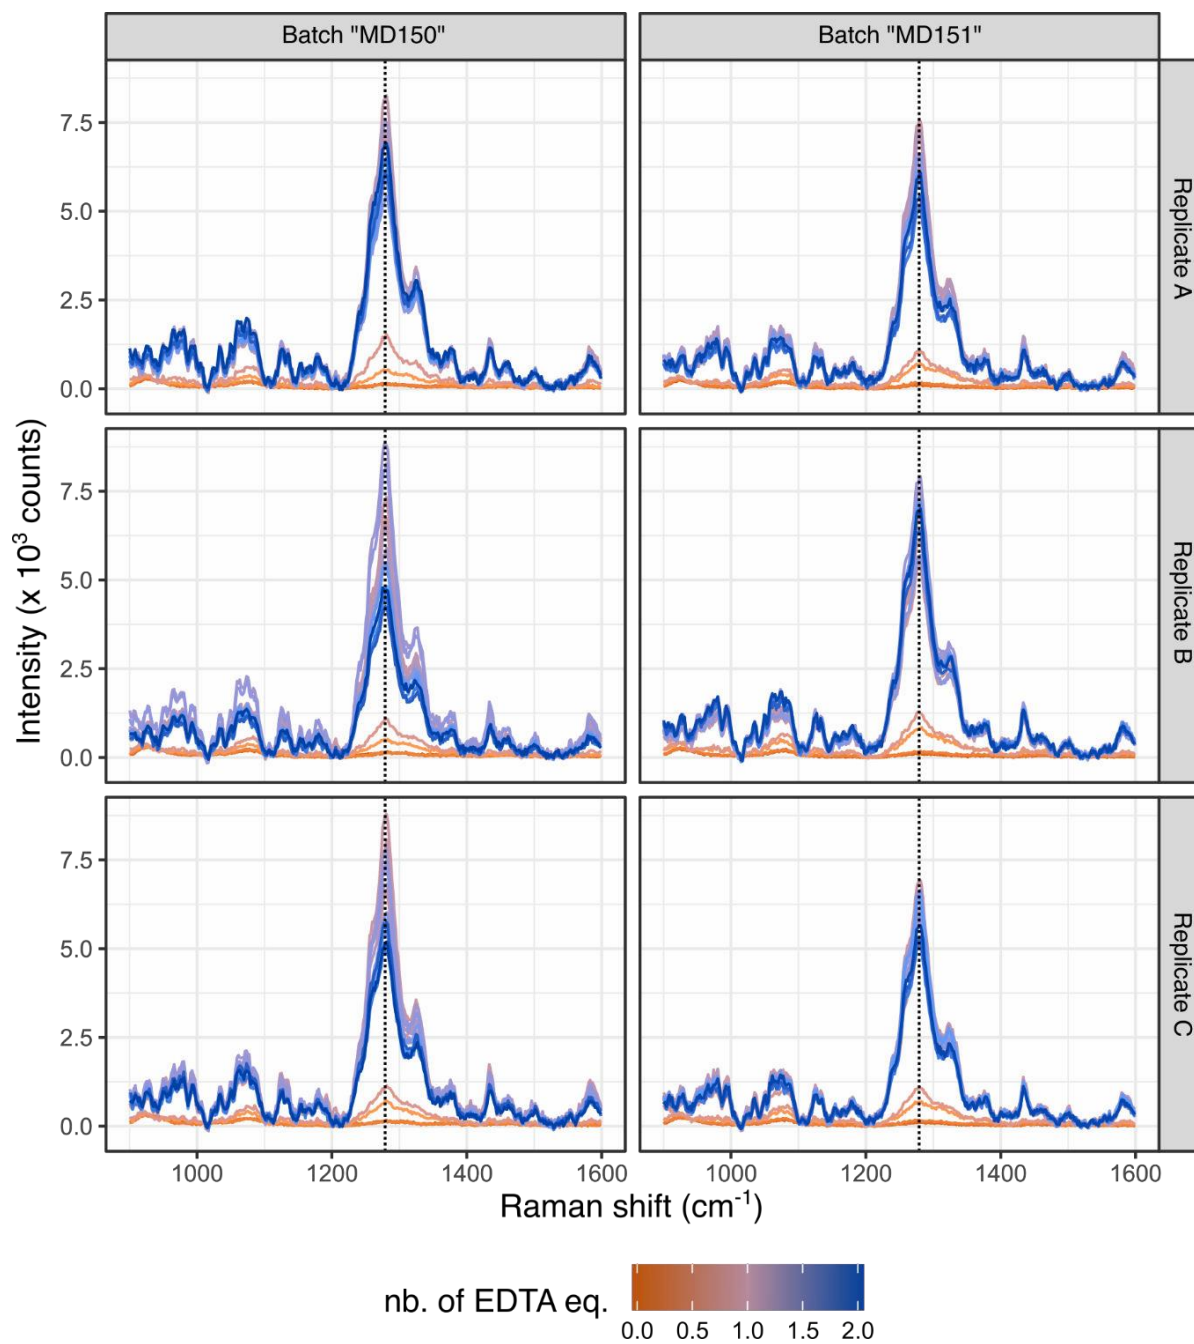 Batch "MD150"
Batch "MD151"
7.5
5.0
2.5
0.0
Replicate A
7.5
5.0
2.5
0.0
Replicate B
7.5
5.0
2.5
0.0
Replicate C
Intensity (x 10³ counts)
1000 1200 1400 1600
1000 1200 1400 1600
Raman shift (cm⁻¹)
nb. of EDTA eq.
0.0 0.5 1.0 1.5 2.0